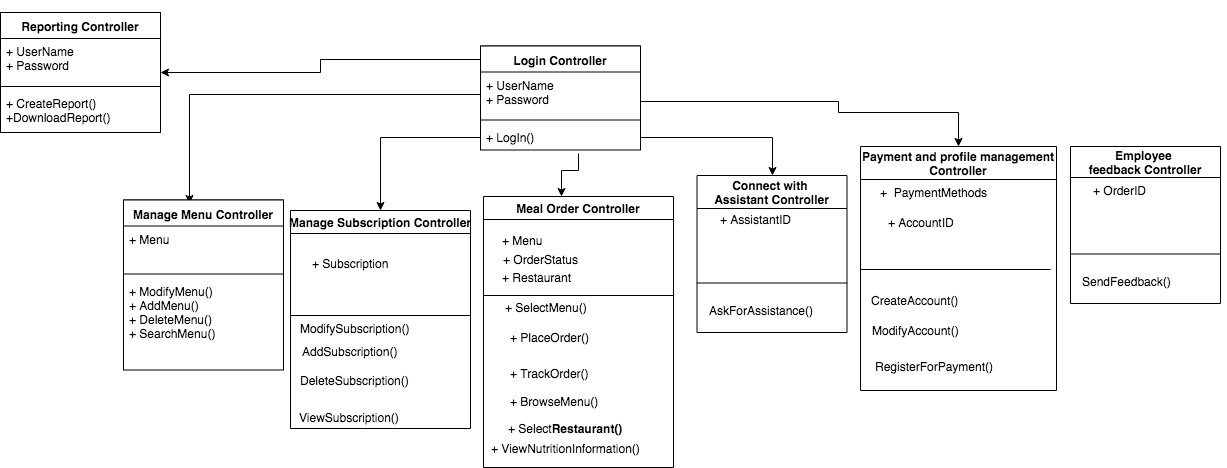 Reporting Controller
+ UserName
+ Password
+ CreateReport()
+DownloadReport()
Login Controller
+ UserName
+ Password
+ LogIn()
Manage Menu Controller
+ Menu
+ ModifyMenu()
+ AddMenu()
+ DeleteMenu()
+ SearchMenu()
Manage Subscription Controller
+ Subscription
ModifySubscription()
AddSubscription()
DeleteSubscription()
ViewSubscription()
Meal Order Controller
+ Menu
+ OrderStatus
+ Restaurant
+ SelectMenu()
+ PlaceOrder()
+ TrackOrder()
+ BrowseMenu()
+ SelectRestaurant()
+ ViewNutritionInformation()
Connect with
Assistant Controller
+ AssistantID
AskForAssistance()
Payment and profile management
Controller
+ PaymentMethods
+ AccountID
CreateAccount()
ModifyAccount()
RegisterForPayment()
Employee
feedback Controller
+ OrderID
SendFeedback()